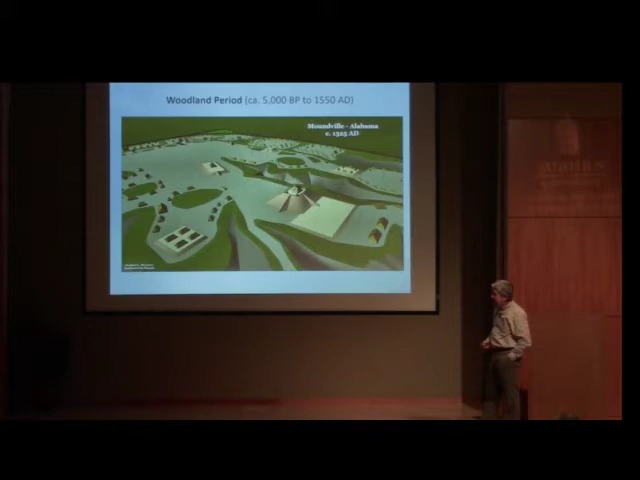 Woodland Period (ca. 5,000 BP to 1550 AD)
Moundville - Alabama
c. 1325 AD